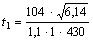 t₁ = 104 · √6,14 / 1,1 · 1 · 430